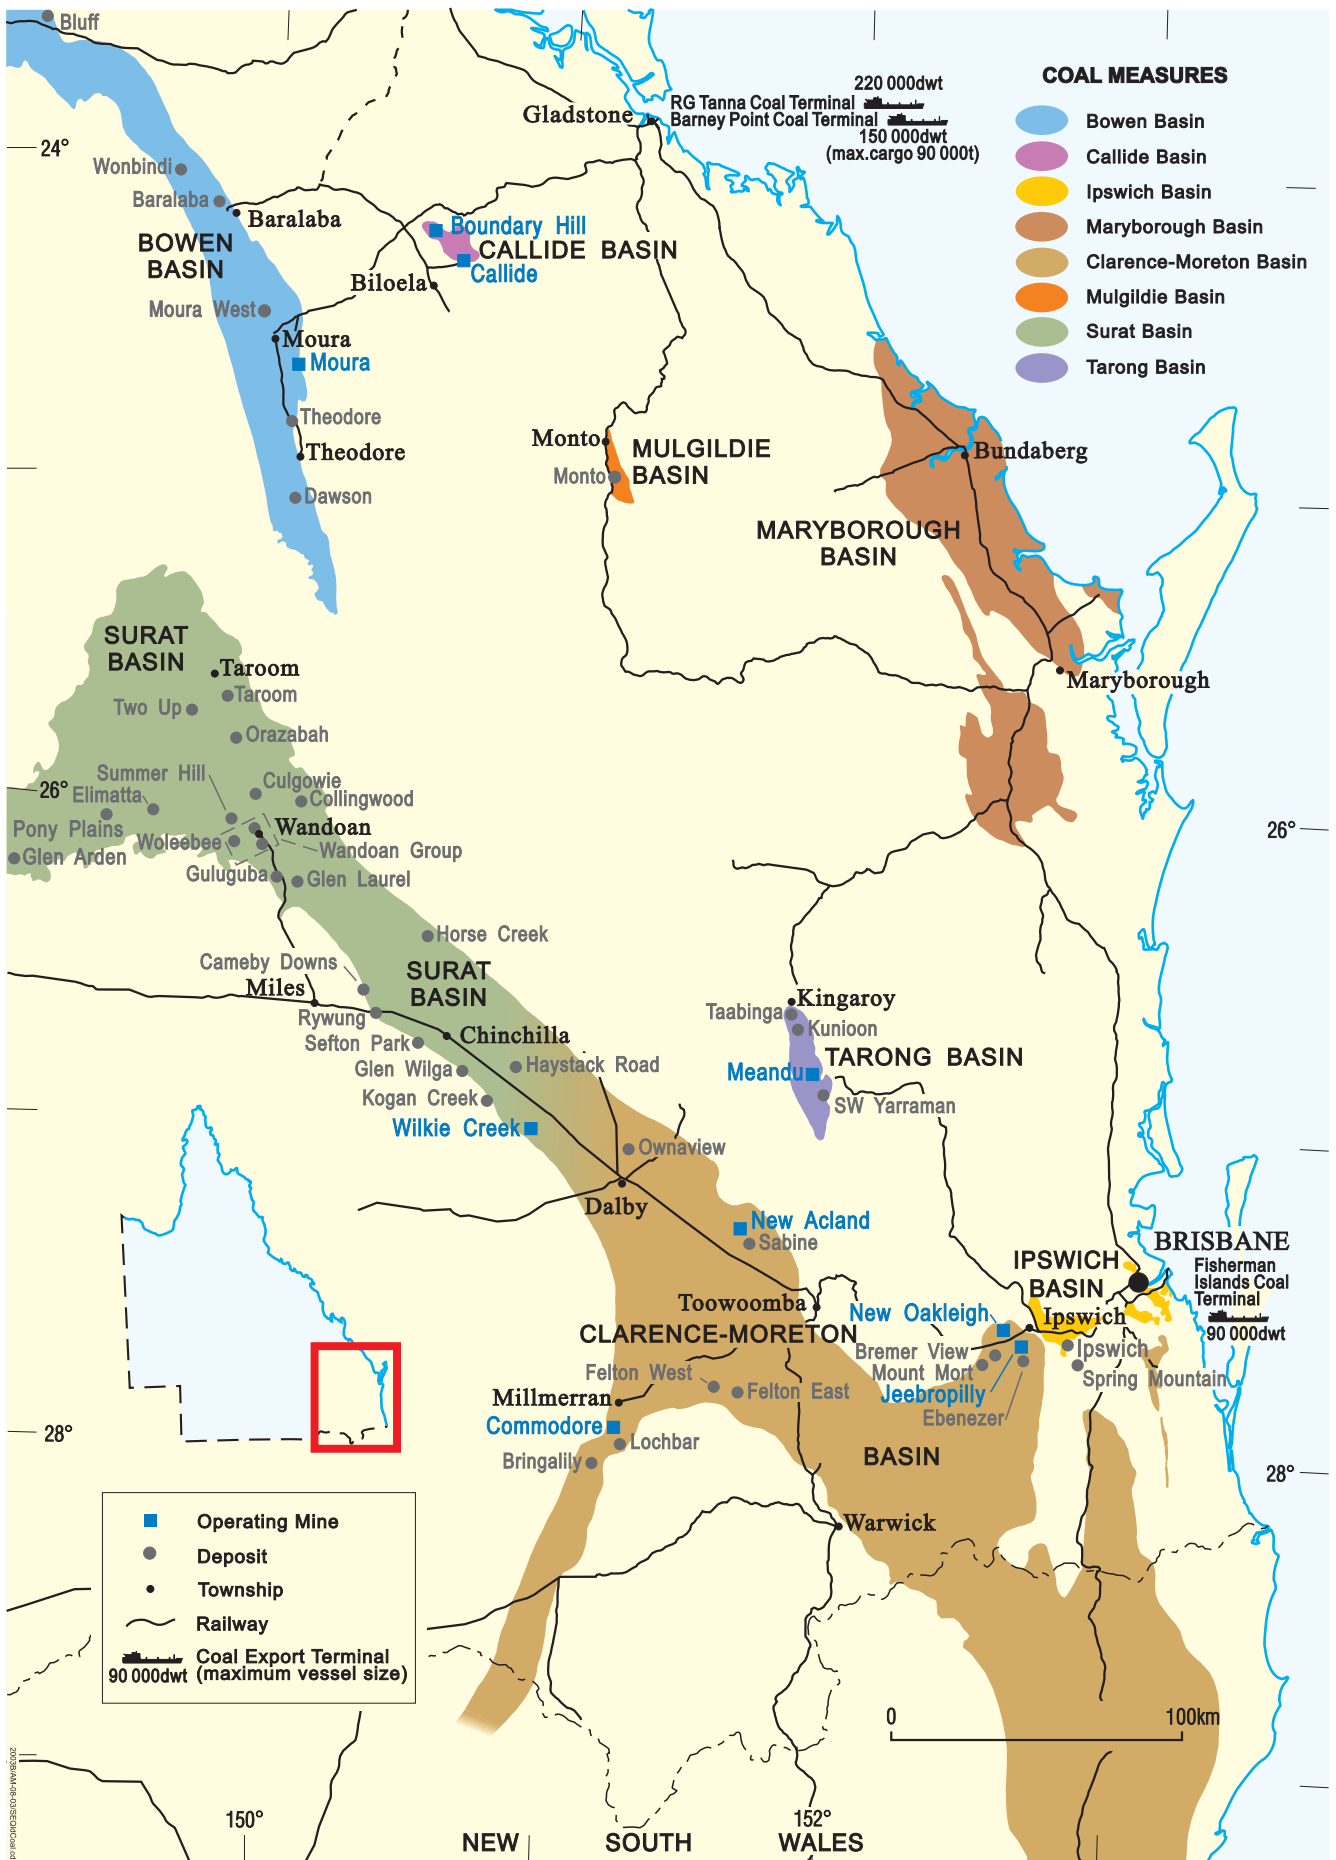 Bluff
COAL MEASURES
Bowen Basin
Callide Basin
Ipswich Basin
Maryborough Basin
Clarence-Moreton Basin
Mulgildie Basin
Surat Basin
Tarong Basin
220 000dwt
RG Tanna Coal Terminal
Gladstone
Barney Point Coal Terminal
150 000dwt
(max.cargo 90 000t)
24°
Wonbindi
Baralaba
Baralaba
BOWEN
BASIN
Boundary Hill
CALLIDE BASIN
Callide
Biloela
Moura West
Moura
Moura
Theodore
Theodore
Dawson
Monto
MULGILDIE
BASIN
Monto
Bundaberg
MARYBOROUGH
BASIN
Maryborough
SURAT
BASIN
Taroom
Taroom
Two Up
Orazabah
Summer Hill
Culgowie
26°
Elimatta
Collingwood
Pony Plains
Wandoan
Woleebee
Wandoan Group
Glen Arden
Guluguba
Glen Laurel
26°
Horse Creek
Cameby Downs
SURAT
BASIN
Miles
Rywung
Chinchilla
Sefton Park
Glen Wilga
Haystack Road
Kogan Creek
Wilkie Creek
Kingaroy
Taabinga
Kunioon
TARONG BASIN
Meandu
SW Yarraman
Ownaview
Dalby
New Acland
Sabine
IPSWICH
BASIN
BRISBANE
Fisherman
Islands Coal
Terminal
90 000dwt
Toowoomba
New Oakleigh
Ipswich
CLARENCE-MORETON
Bremer View
Ipswich
Mount Mort
Spring Mountain
Felton West
Felton East
Jeebropilly
Ebenezer
Millmerran
Commodore
Lochbar
Bringalily
BASIN
28°
28°
Warwick
Operating Mine
Deposit
Township
Railway
Coal Export Terminal
90 000dwt (maximum vessel size)
0 100km
150°
152°
NEW SOUTH WALES
2003B/AM-08-03/SEQldCoal.cdr